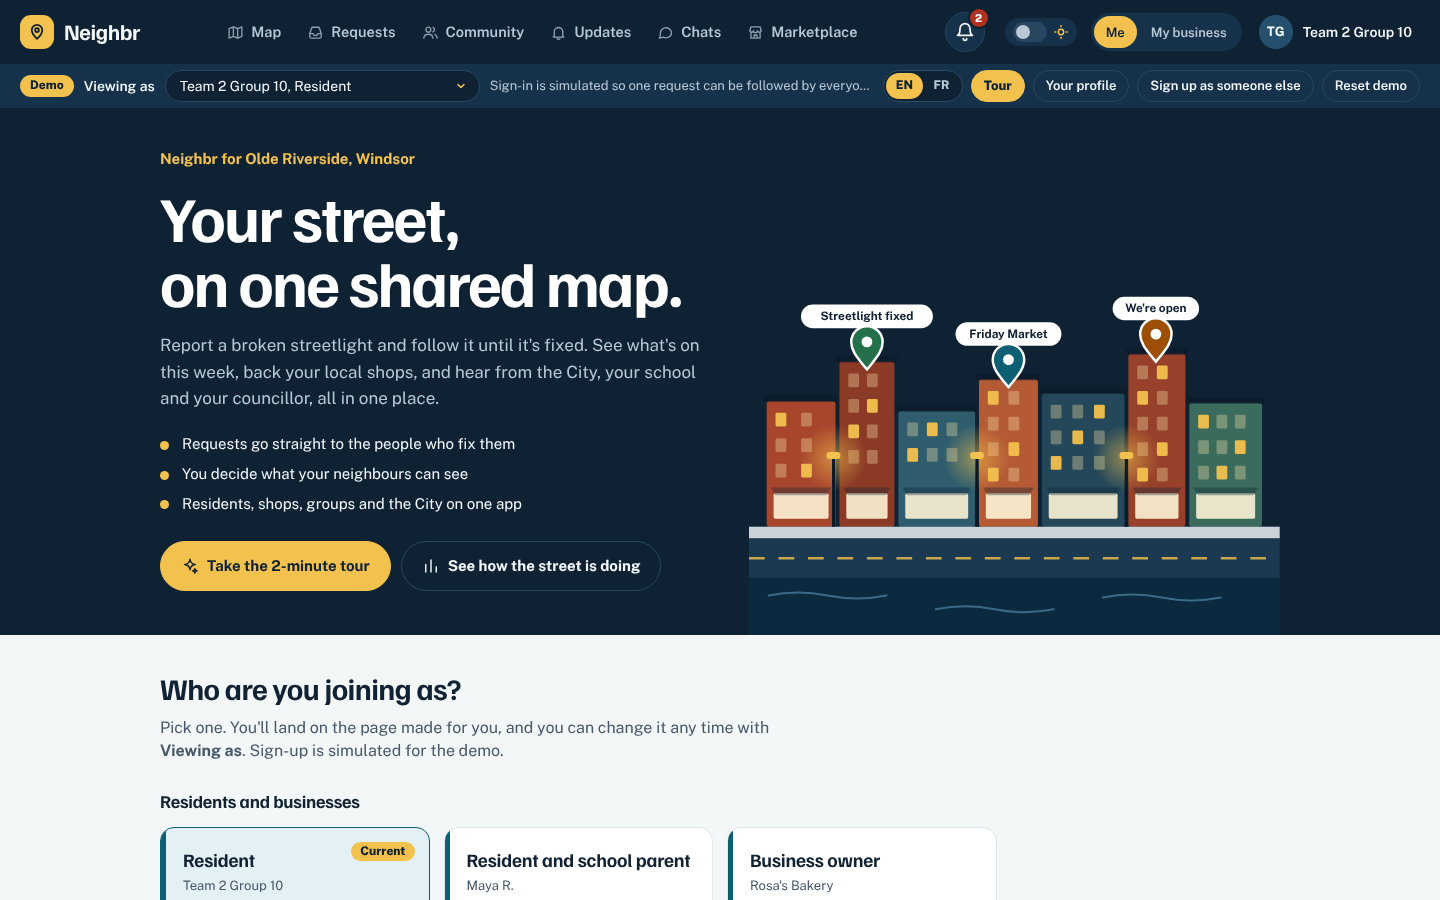 Neighbr
Map
Requests
Community
Updates
Chats
Marketplace
2
Me
My business
TG
Team 2 Group 10
Demo
Viewing as
Team 2 Group 10, Resident
Sign-in is simulated so one request can be followed by everyo...
EN
FR
Tour
Your profile
Sign up as someone else
Reset demo
Neighbr for Olde Riverside, Windsor
Your street,
on one shared map.
Report a broken streetlight and follow it until it's fixed. See what's on
this week, back your local shops, and hear from the City, your school
and your councillor, all in one place.
Requests go straight to the people who fix them
You decide what your neighbours can see
Residents, shops, groups and the City on one app
Take the 2-minute tour
See how the street is doing
Streetlight fixed
Friday Market
We're open
Who are you joining as?
Pick one. You'll land on the page made for you, and you can change it any time with
Viewing as. Sign-up is simulated for the demo.
Residents and businesses
Resident
Current
Team 2 Group 10
Resident and school parent
Maya R.
Business owner
Rosa's Bakery